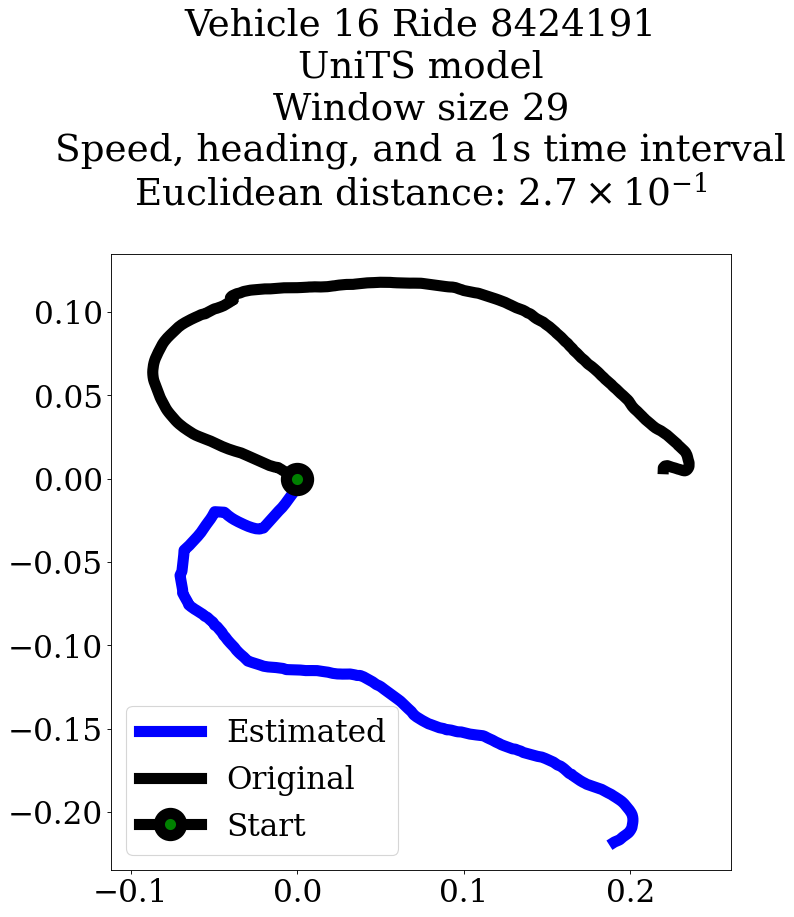 Vehicle 16 Ride 8424191
UniTS model
Window size 29
Speed, heading, and a 1s time interval
Euclidean distance: 2.7 × 10⁻¹
0.10
0.05
0.00
−0.05
−0.10
−0.15
−0.20
Estimated
Original
Start
−0.1
0.0
0.1
0.2